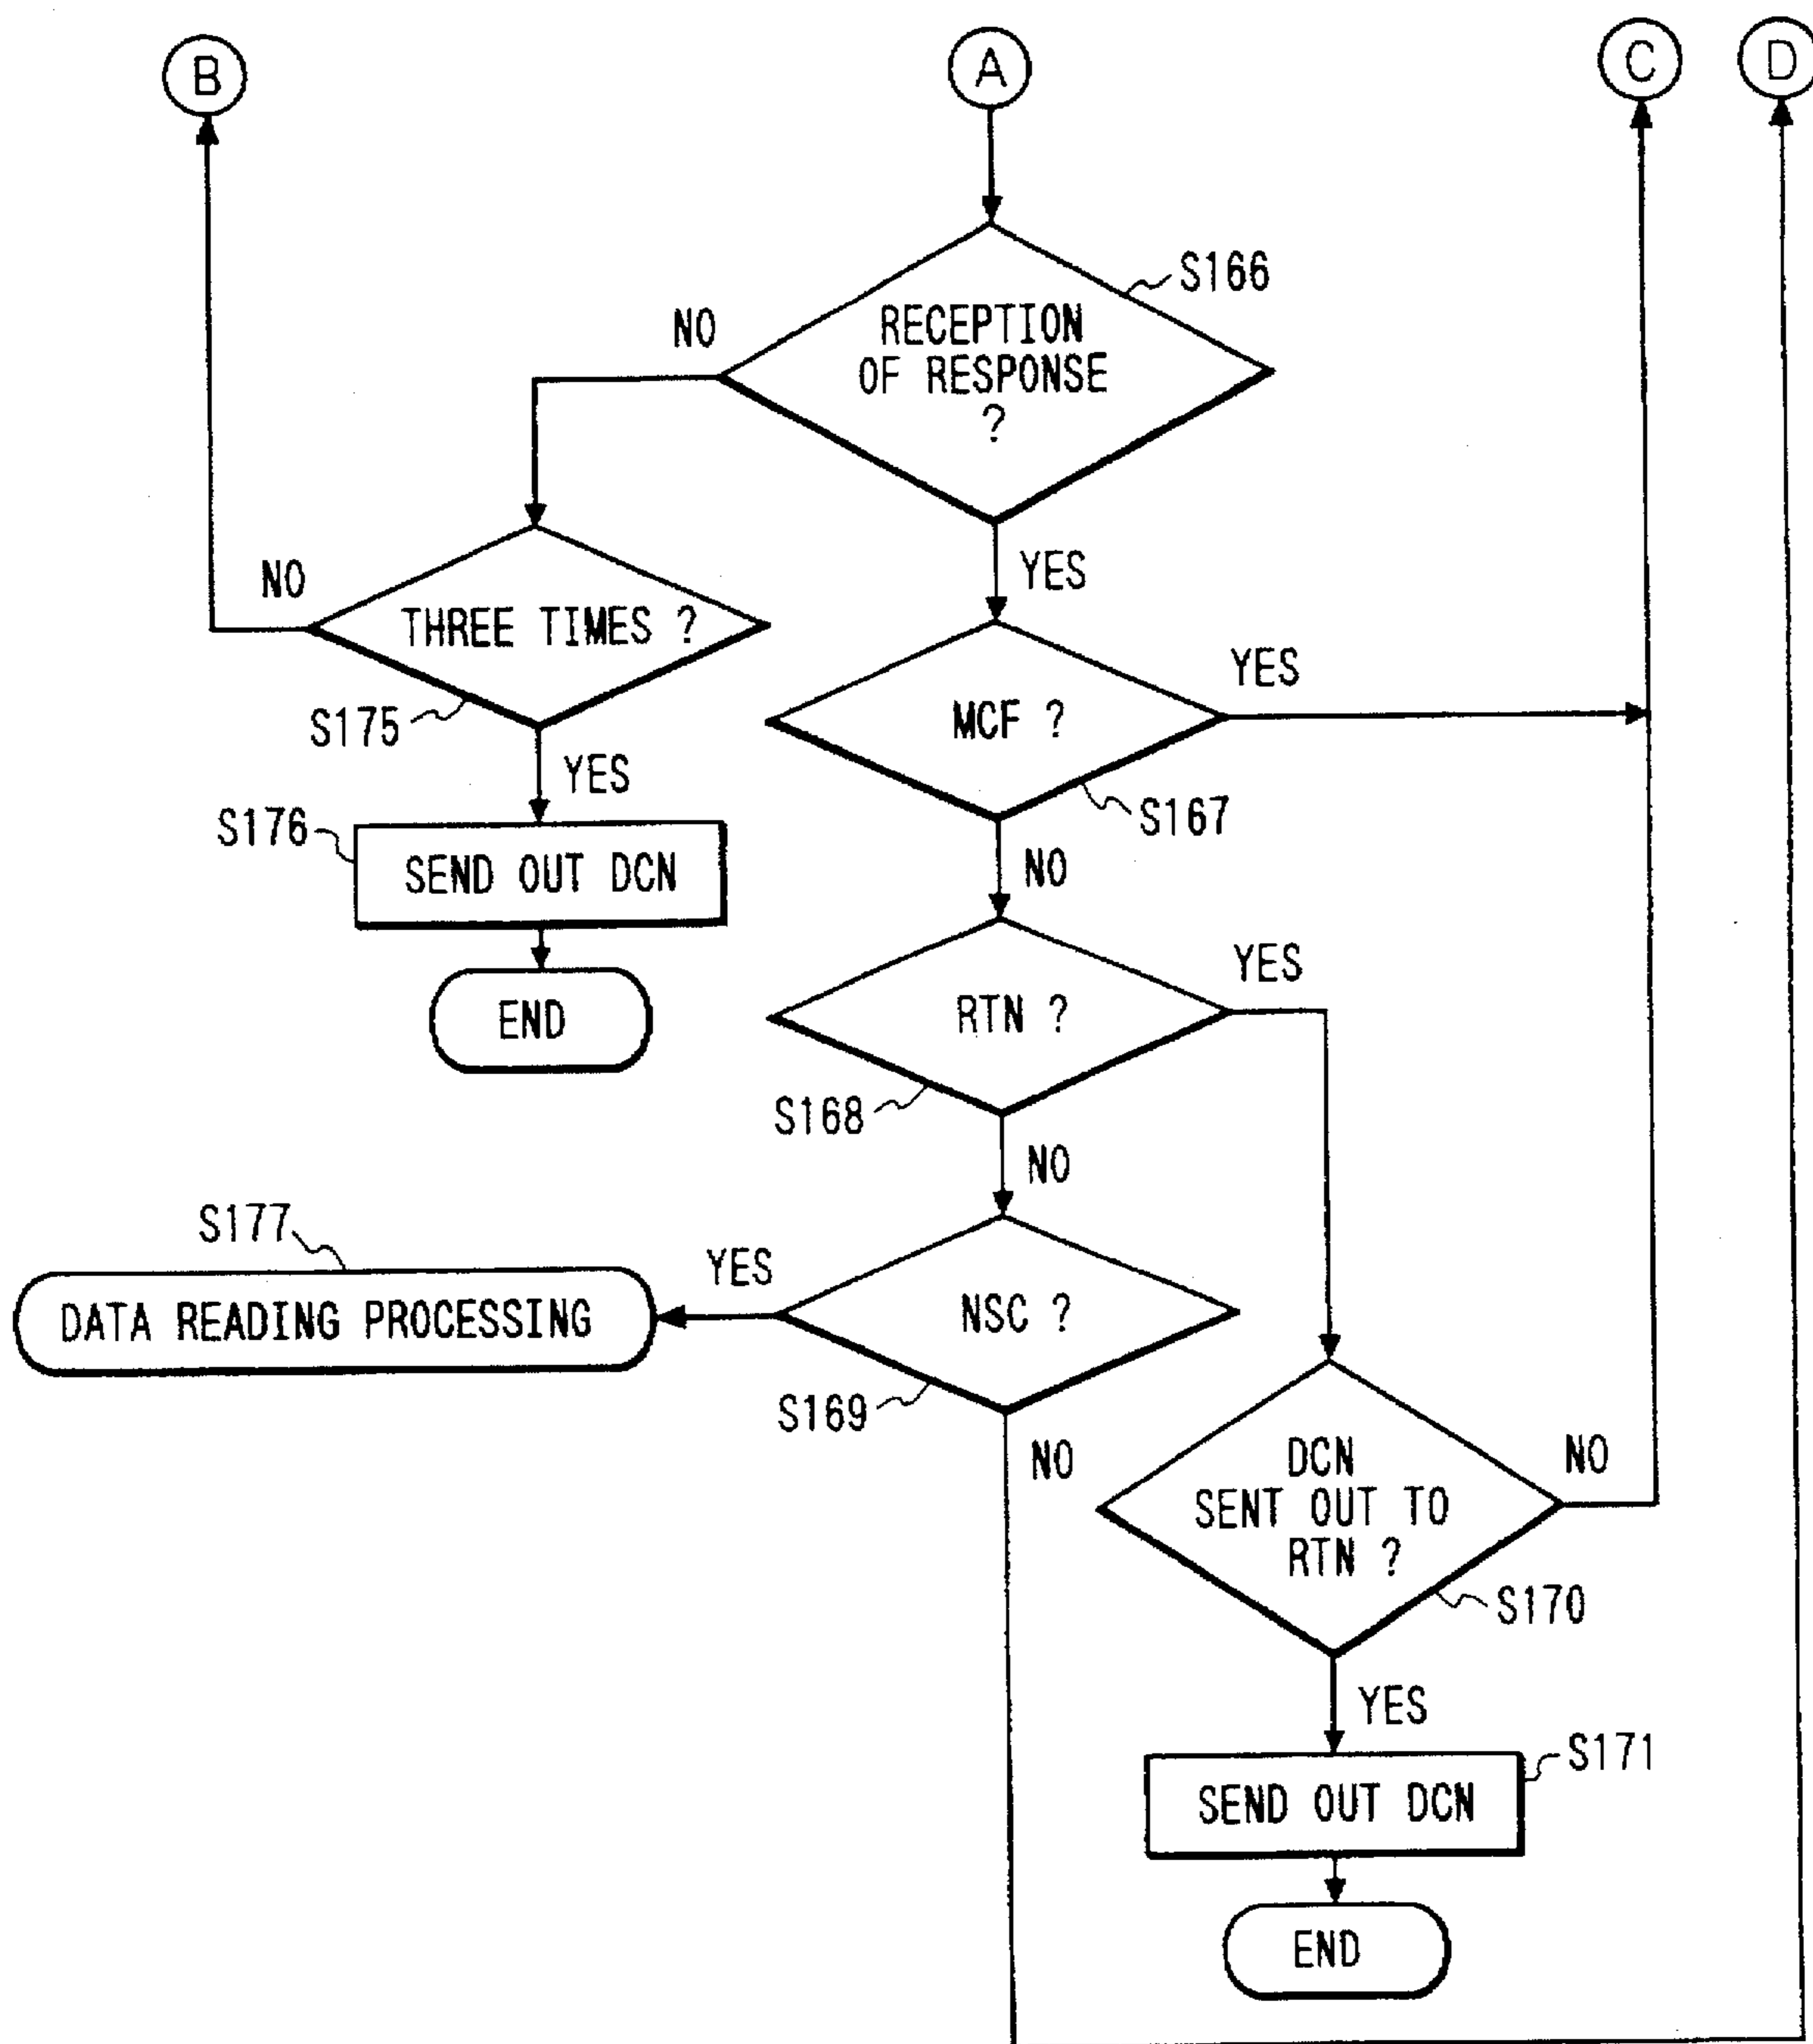 B
A
C
D
S166
NO
RECEPTION
OF RESPONSE
?
YES
NO
THREE TIMES ?
S175
YES
MCF ?
YES
S167
S176
SEND OUT DCN
NO
END
RTN ?
YES
S168
NO
S177
DATA READING PROCESSING
YES
NSC ?
S169
NO
DCN
SENT OUT TO
RTN ?
NO
S170
YES
S171
SEND OUT DCN
END